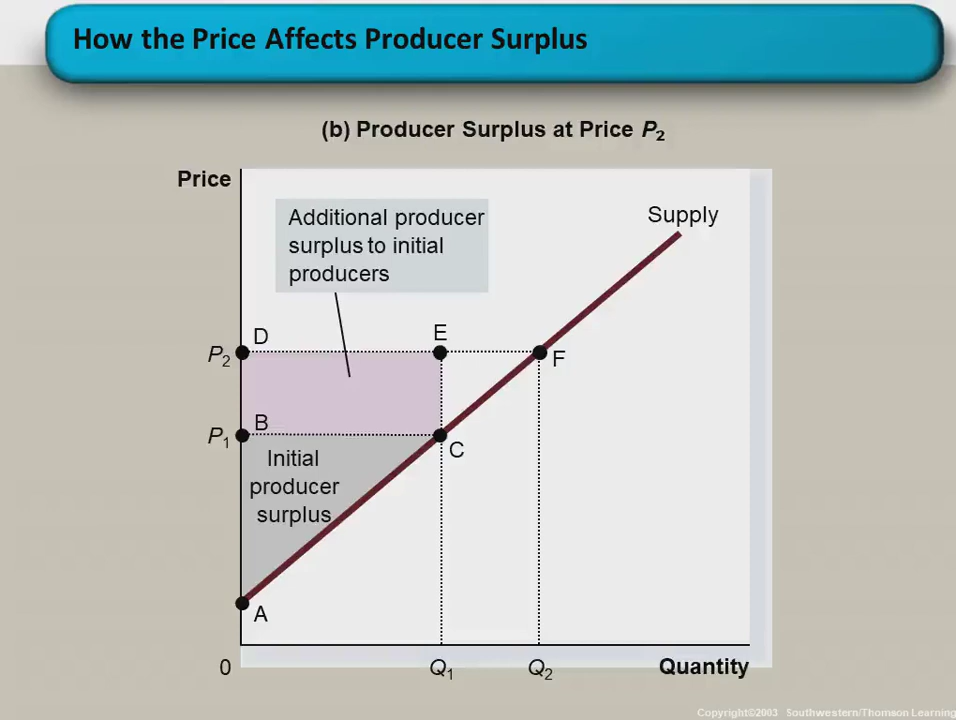 How the Price Affects Producer Surplus
(b) Producer Surplus at Price P₂
Price
Additional producer
surplus to initial
producers
Supply
D
E
P₂
F
B
P₁
C
Initial
producer
surplus
A
0
Q₁
Q₂
Quantity
Copyright©2003 Southwestern/Thomson Learning